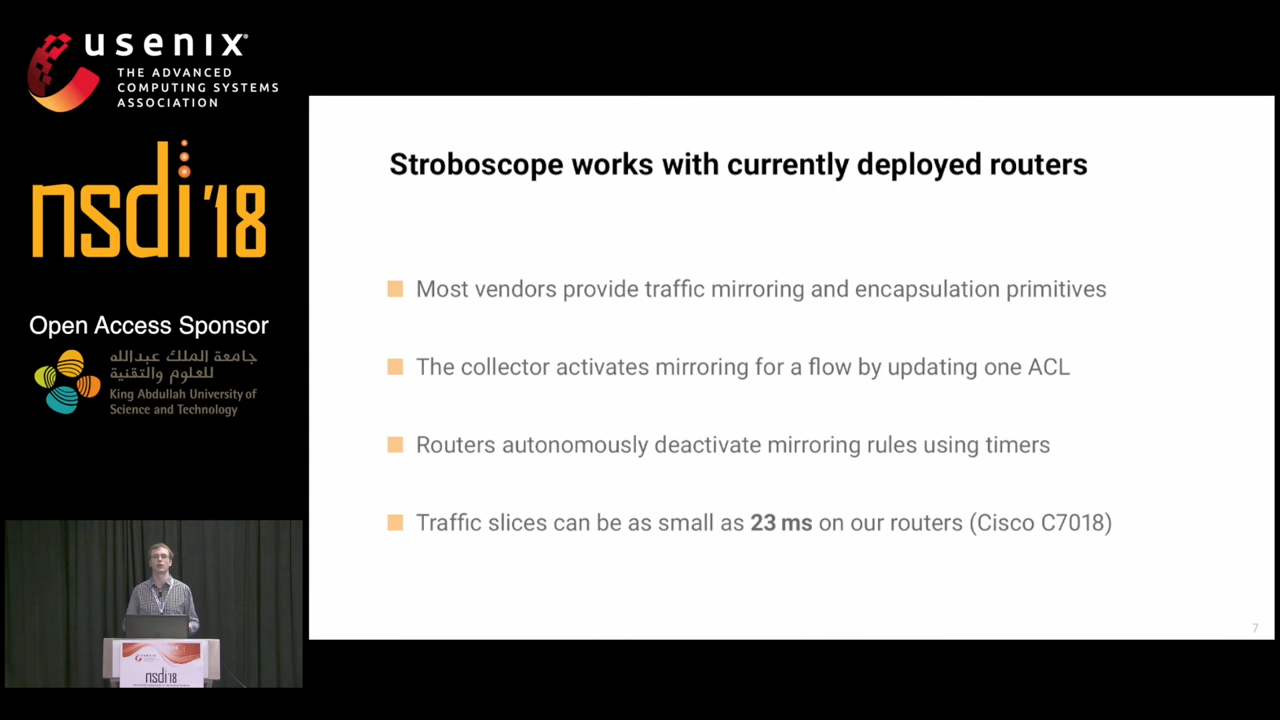 usenix
THE ADVANCED
COMPUTING SYSTEMS
ASSOCIATION
nsdi '18
Open Access Sponsor
جامعة الملك عبدالله
للعلوم والتقنية
King Abdullah University of
Science and Technology
Stroboscope works with currently deployed routers
Most vendors provide traffic mirroring and encapsulation primitives
The collector activates mirroring for a flow by updating one ACL
Routers autonomously deactivate mirroring rules using timers
Traffic slices can be as small as 23 ms on our routers (Cisco C7018)
7
usenix
nsdi'18